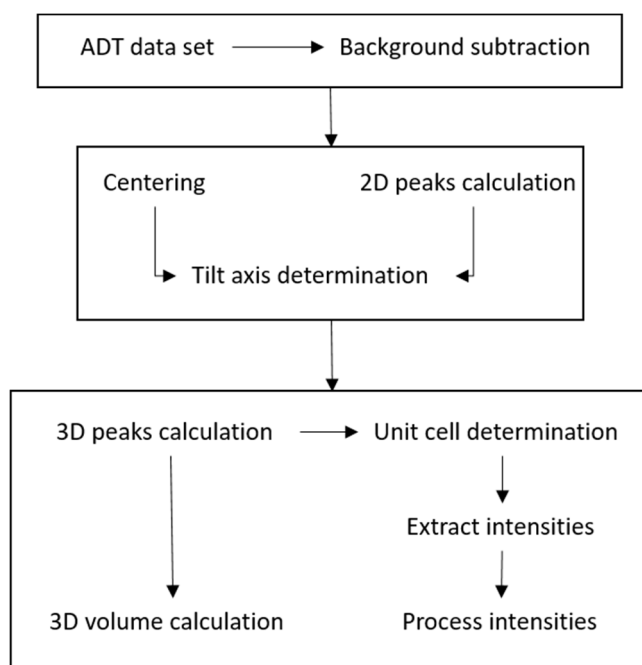 ADT data set
Background subtraction
Centering
2D peaks calculation
Tilt axis determination
3D peaks calculation
Unit cell determination
Extract intensities
3D volume calculation
Process intensities